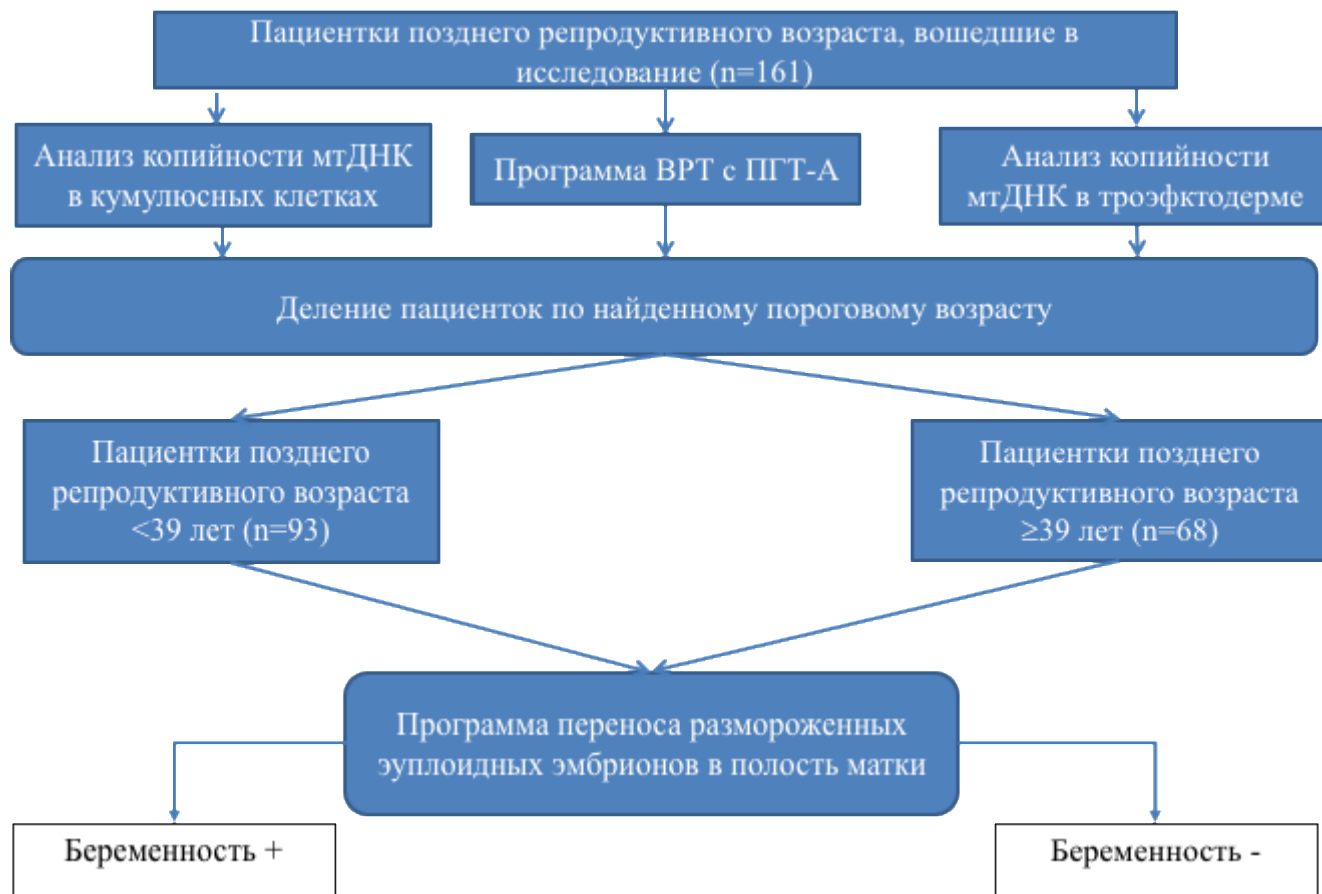 Пациентки позднего репродуктивного возраста, вошедшие в
исследование (n=161)
Анализ копийности мтДНК
в кумулюсных клетках
Программа ВРТ с ПГТ-А
Анализ копийности
мтДНК в троэфктодерме
Деление пациенток по найденному пороговому возрасту
Пациентки позднего
репродуктивного возраста
<39 лет (n=93)
Пациентки позднего
репродуктивного возраста
≥39 лет (n=68)
Программа переноса размороженных
эуплоидных эмбрионов в полость матки
Беременность +
Беременность -